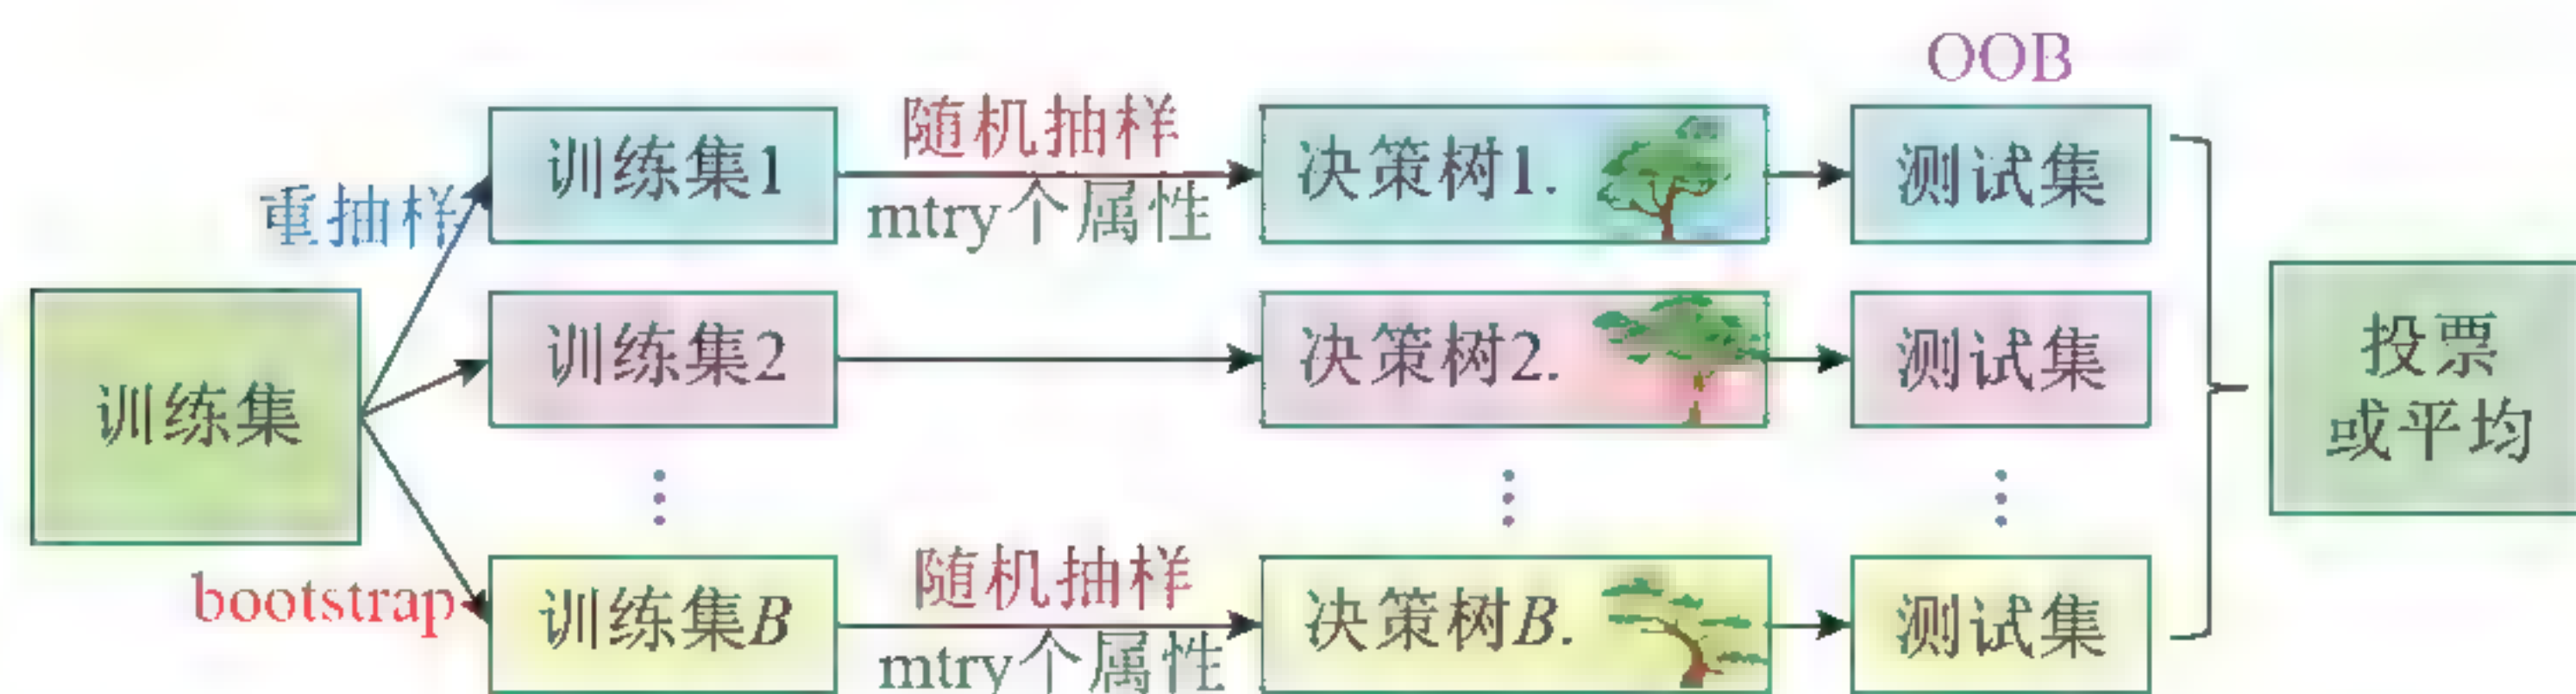 OOB
重抽样
训练集1
随机抽样
mtry个属性
决策树1.
测试集
训练集
训练集2
决策树2.
测试集
投票
或平均
bootstrap
训练集B
随机抽样
mtry个属性
决策树B.
测试集